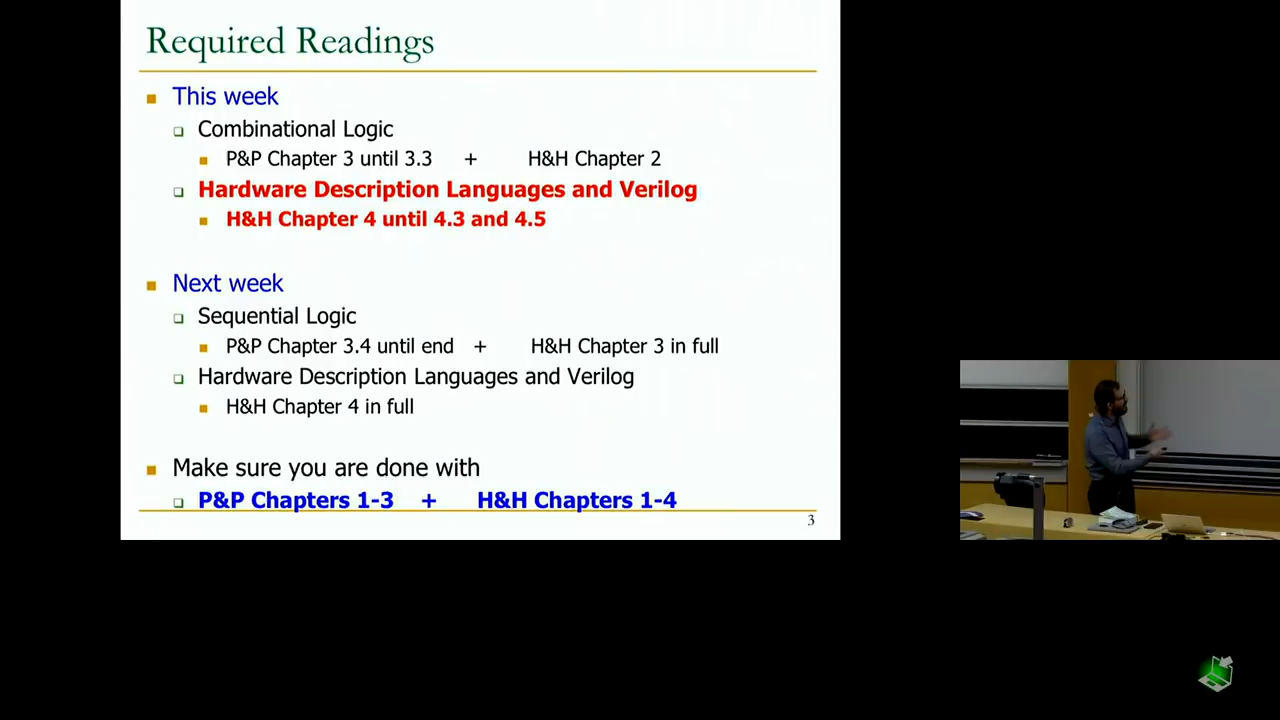 Required Readings
This week
Combinational Logic
P&P Chapter 3 until 3.3 + H&H Chapter 2
Hardware Description Languages and Verilog
H&H Chapter 4 until 4.3 and 4.5
Next week
Sequential Logic
P&P Chapter 3.4 until end + H&H Chapter 3 in full
Hardware Description Languages and Verilog
H&H Chapter 4 in full
Make sure you are done with
P&P Chapters 1-3 + H&H Chapters 1-4
3